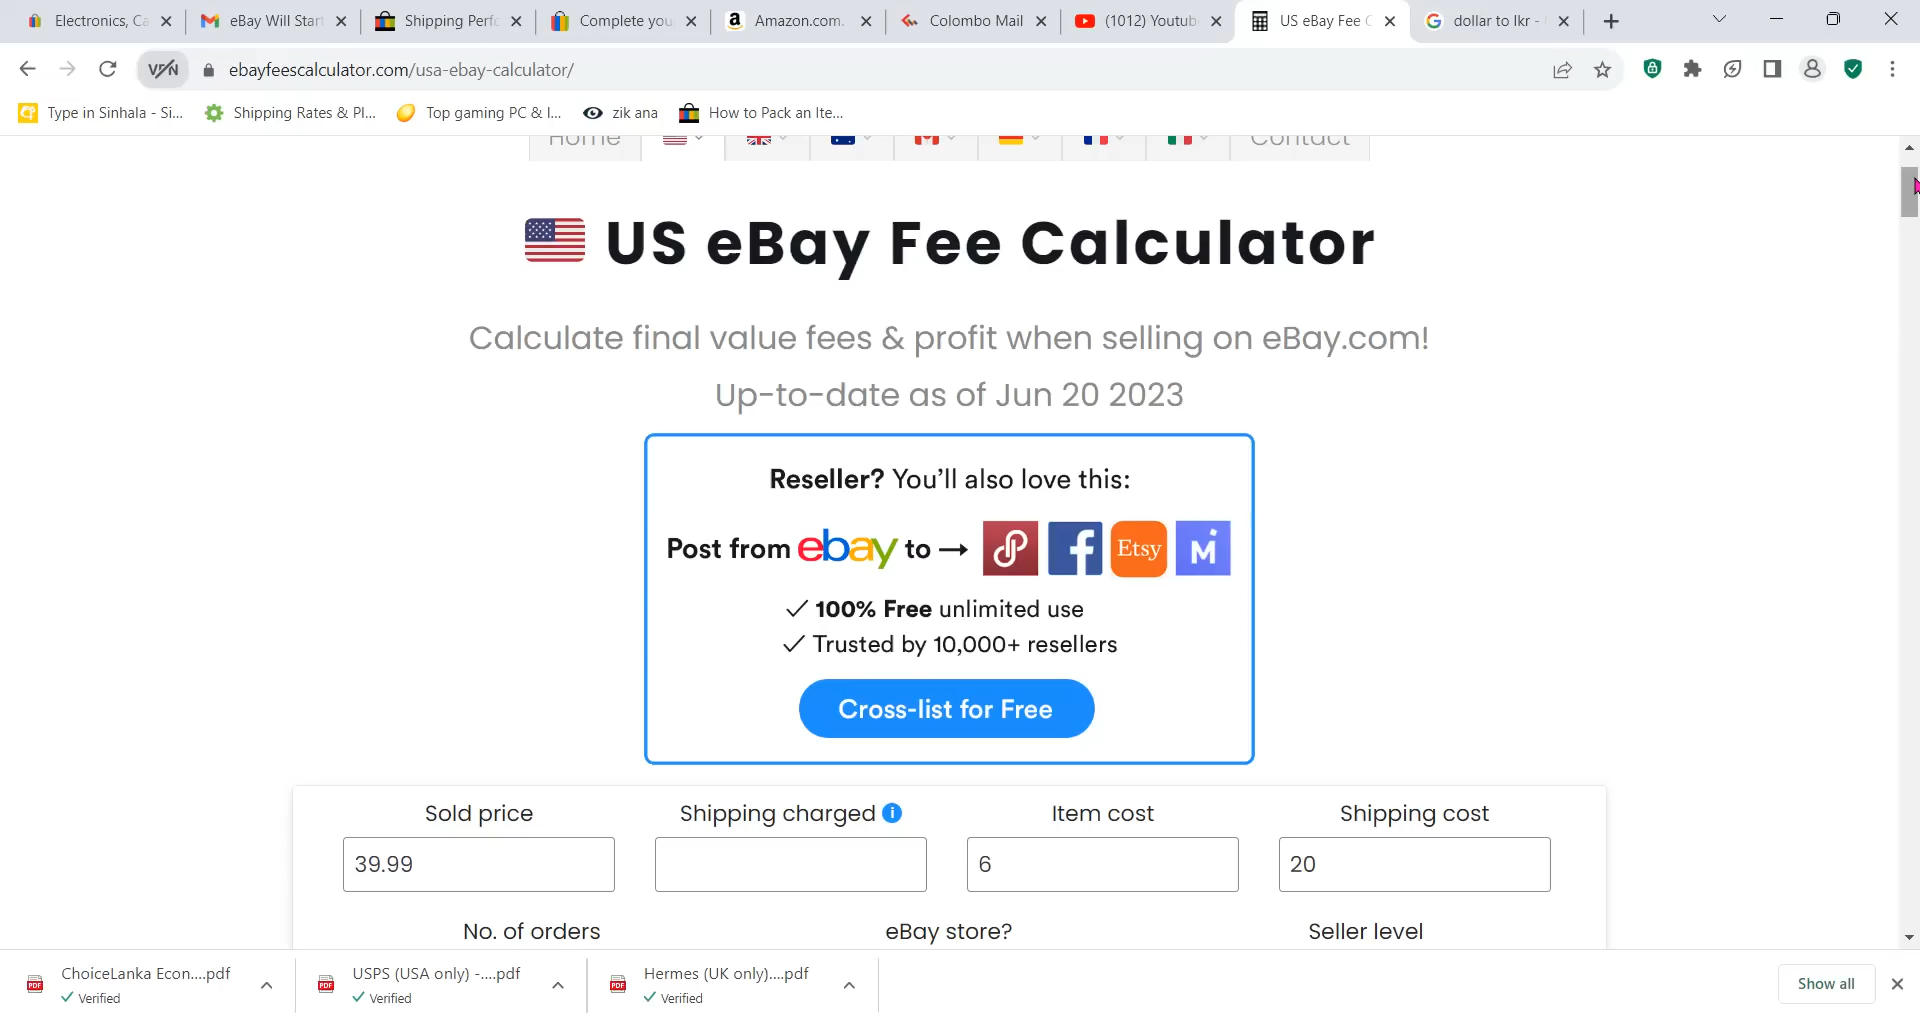 Electronics, Ca
eBay Will Start
Shipping Perfo
Complete you
Amazon.com.
Colombo Mail
(1012) Youtub
US eBay Fee C
dollar to lkr -
VPN
ebayfeescalculator.com/usa-ebay-calculator/
Type in Sinhala - Si...
Shipping Rates & Pl...
Top gaming PC & l...
zik ana
How to Pack an Ite...
Home
Contact
US eBay Fee Calculator
Calculate final value fees & profit when selling on eBay.com!
Up-to-date as of Jun 20 2023
Reseller? You'll also love this:
Post from ebay to → Etsy
✓ 100% Free unlimited use
✓ Trusted by 10,000+ resellers
Cross-list for Free
Sold price
Shipping charged i
Item cost
Shipping cost
39.99
6
20
No. of orders
eBay store?
Seller level
ChoiceLanka Econ....pdf
Verified
USPS (USA only) -....pdf
Verified
Hermes (UK only)....pdf
Verified
Show all